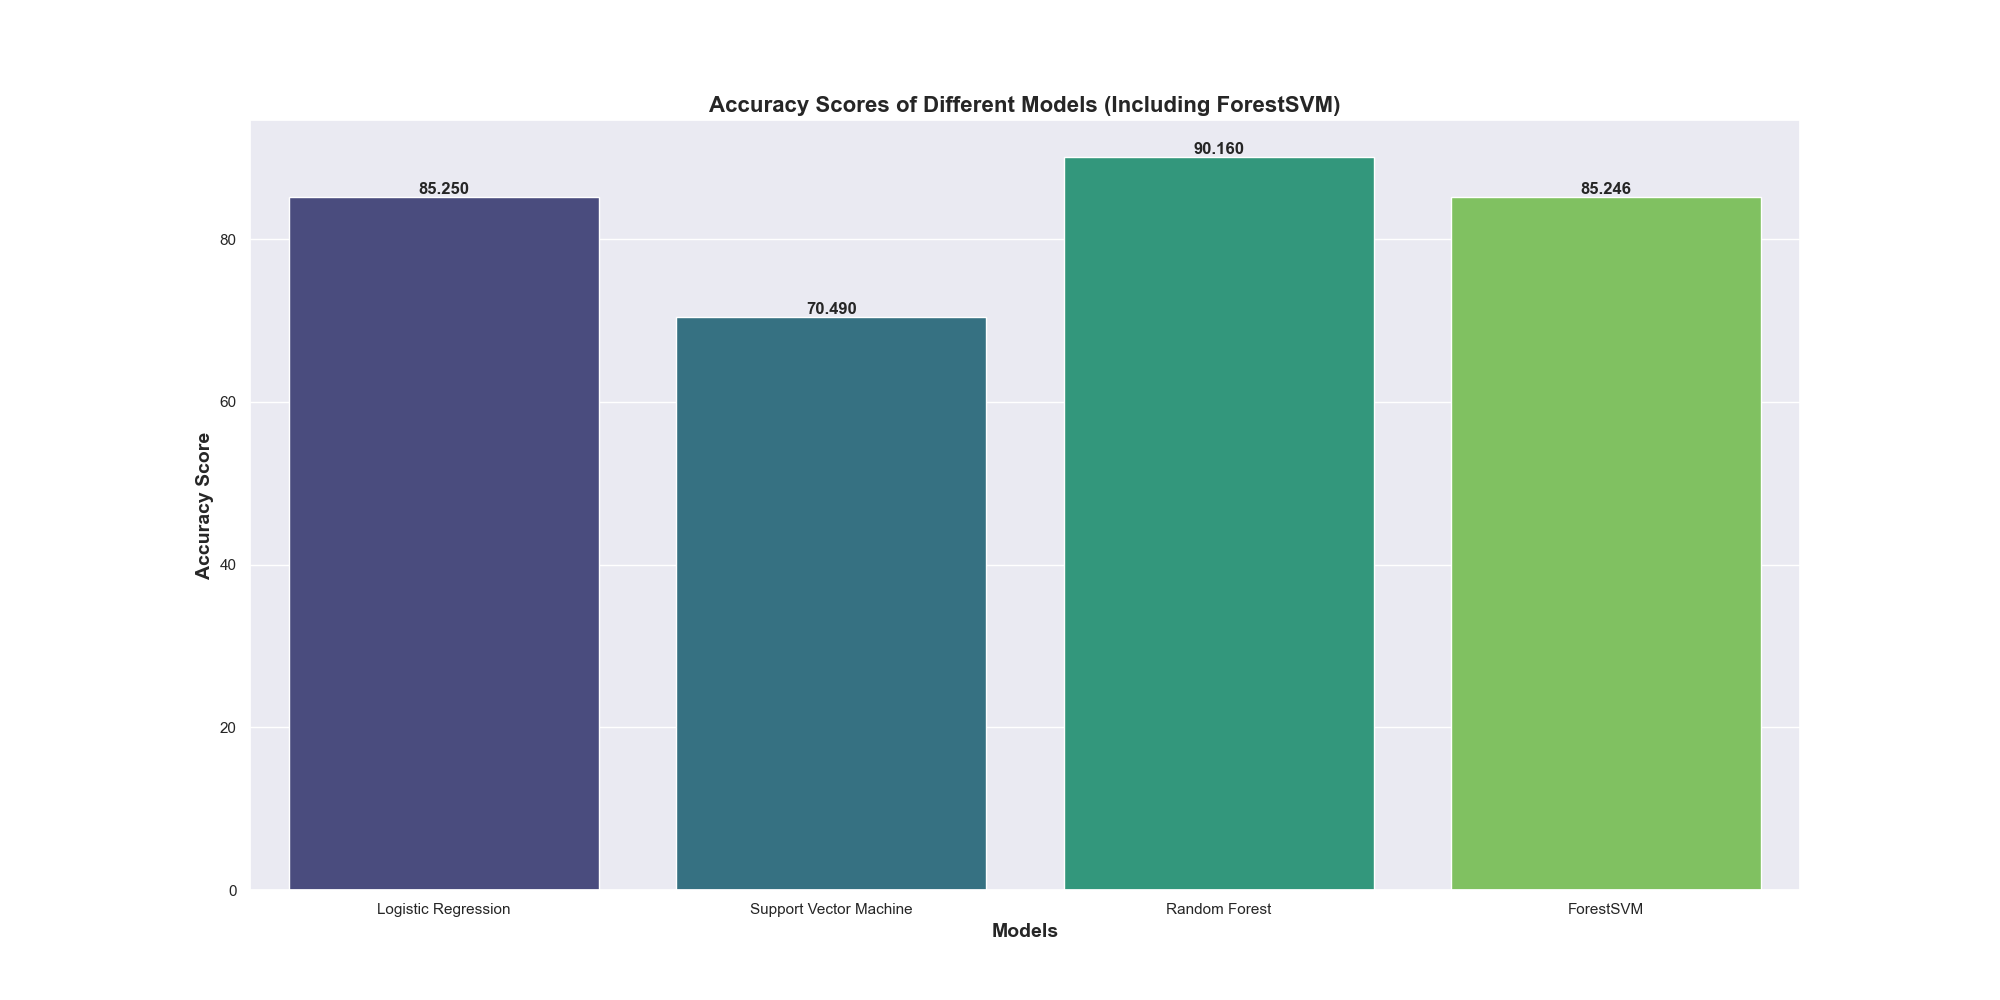 Accuracy Scores of Different Models (Including ForestSVM)
85.250
70.490
90.160
85.246
80
60
40
20
0
Accuracy Score
Logistic Regression
Support Vector Machine
Random Forest
ForestSVM
Models